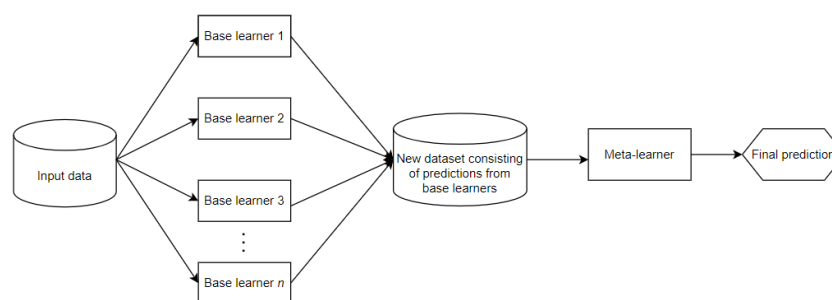 Base learner 1
Base learner 2
Input data
Base learner 3
Base learner n
New dataset consisting
of predictions from
base learners
Meta-learner
Final prediction